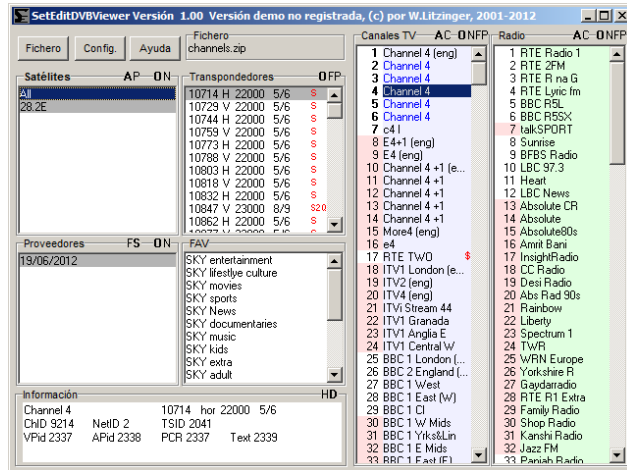 SetEditDVBViewer Versión 1.00 Versión demo no registrada, (c) por W.Litzinger, 2001-2012
Fichero
Config.
Ayuda
Fichero
channels.zip
Satélites AP ON
All
28.2E
Transpondedores OFP
10714 H 22000 5/6 S
10729 V 22000 5/6 S
10744 H 22000 5/6 S
10759 V 22000 5/6 S
10773 H 22000 5/6 S
10788 V 22000 5/6 S
10803 H 22000 5/6 S
10818 V 22000 5/6 S
10832 H 22000 5/6 S
10847 V 23000 8/9 S2
10862 H 22000 5/6 S
Proveedores FS ON
19/06/2012
FAV
SKY entertainment
SKY lifestlye culture
SKY movies
SKY sports
SKY News
SKY documentaries
SKY music
SKY kids
SKY extra
SKY adult
Información HD
Channel 4 10714 hor 22000 5/6
ChID 9214 NetID 2 TSID 2041
VPid 2337 APid 2338 PCR 2337 Text 2339
Canales TV AC ONFP
1 Channel 4 (eng)
2 Channel 4
3 Channel 4
4 Channel 4
5 Channel 4
6 Channel 4
7 c4 I
8 E4+1 (eng)
9 E4 (eng)
10 Channel 4 +1 (e...
11 Channel 4 +1
12 Channel 4 +1
13 Channel 4 +1
14 Channel 4 +1
15 More4 (eng)
16 e4
17 RTE TWO $
18 ITV1 London (e...
19 ITV2 (eng)
20 ITV4 (eng)
21 ITVi Stream 44
22 ITV1 Granada
23 ITV1 Anglia E
24 ITV1 Central W
25 BBC 1 London (...
26 BBC 2 England (...
27 BBC 1 West
28 BBC 1 East (W)
29 BBC 1 CI
30 BBC 1 W Mids
31 BBC 1 Yrks&Lin
32 BBC 1 E Mids
33 BBC 1 East (E)
Radio AC ONFP
1 RTE Radio 1
2 RTE 2FM
3 RTE R na G
4 RTE Lyric fm
5 BBC R5L
6 BBC R5SX
7 talkSPORT
8 Sunrise
9 BFBS Radio
10 LBC 97.3
11 Heart
12 LBC News
13 Absolute CR
14 Absolute
15 Absolute80s
16 Amrit Bani
17 InsightRadio
18 CC Radio
19 Desi Radio
20 Abs Rad 90s
21 Rainbow
22 Liberty
23 Spectrum 1
24 TWR
25 WRN Europe
26 Yorkshire R
27 Gaydarradio
28 RTE R1 Extra
29 Family Radio
30 Shop Radio
31 Kanshi Radio
32 Jazz FM
33 Panjab Radio